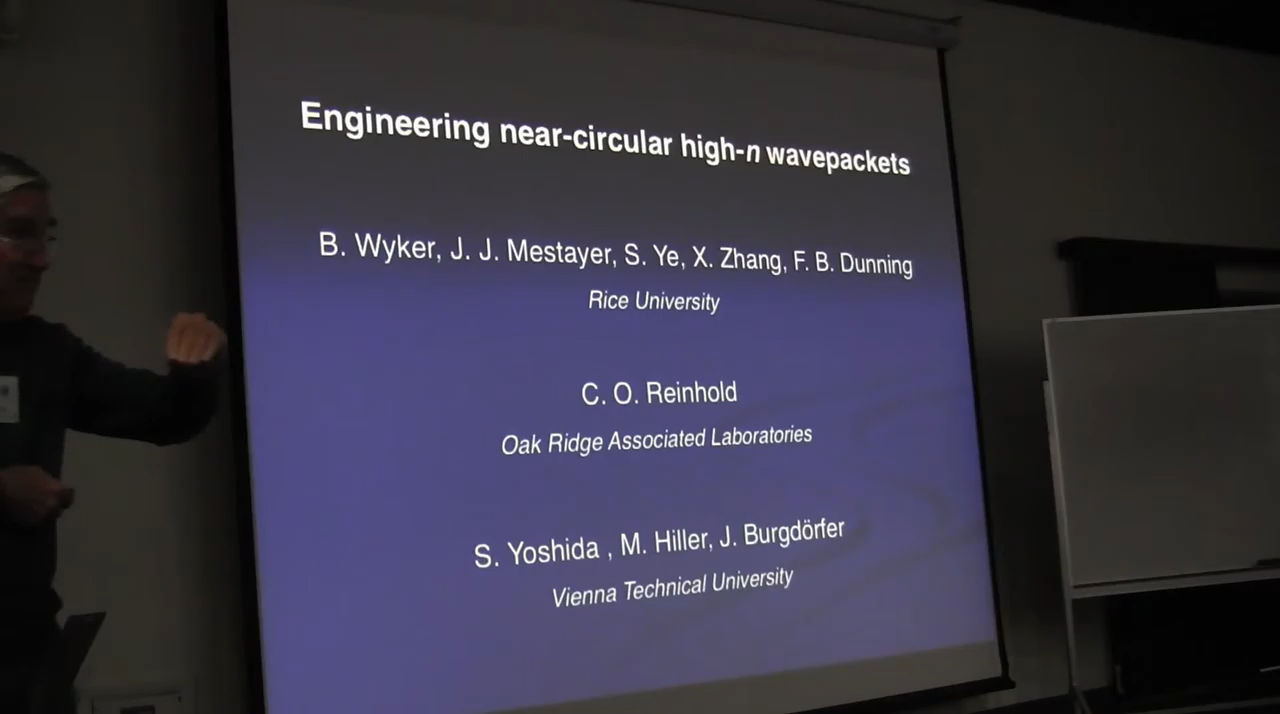 Engineering near-circular high-n wavepackets
B. Wyker, J. J. Mestayer, S. Ye, X. Zhang, F. B. Dunning
Rice University
C. O. Reinhold
Oak Ridge Associated Laboratories
S. Yoshida , M. Hiller, J. Burgdörfer
Vienna Technical University